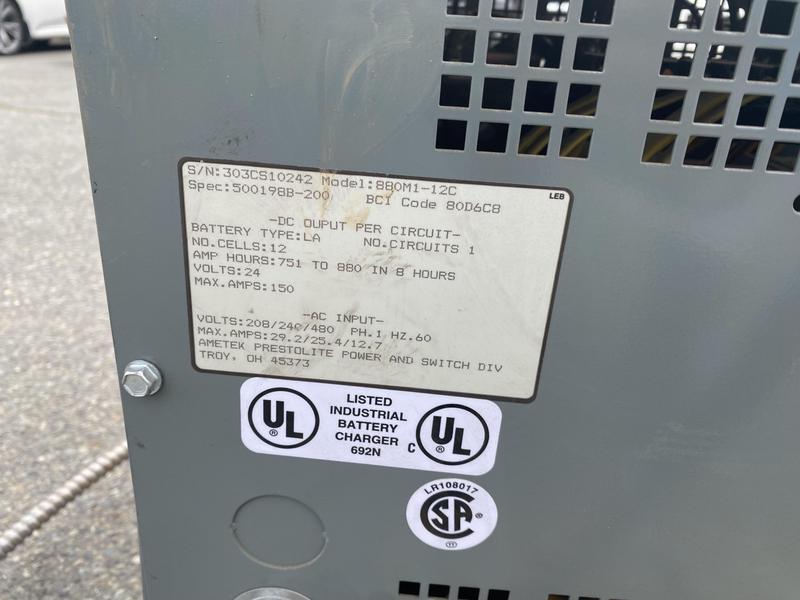 S/N:303CS10242 Model:880M1-12C
LEB
Spec:500198B-200 BCI Code 80D6C8
-DC OUPUT PER CIRCUIT-
BATTERY TYPE:LA NO.CIRCUITS 1
NO.CELLS:12
AMP HOURS:751 TO 880 IN 8 HOURS
VOLTS:24
MAX.AMPS:150
-AC INPUT-
VOLTS:208/240/480 PH.1 HZ.60
MAX.AMPS:29.2/25.4/12.7
AMETEK PRESTOLITE POWER AND SWITCH DIV
TROY, OH 45373
UL ®
LISTED
INDUSTRIAL
BATTERY
CHARGER
692N
C UL ®
LR108017
CSA ®